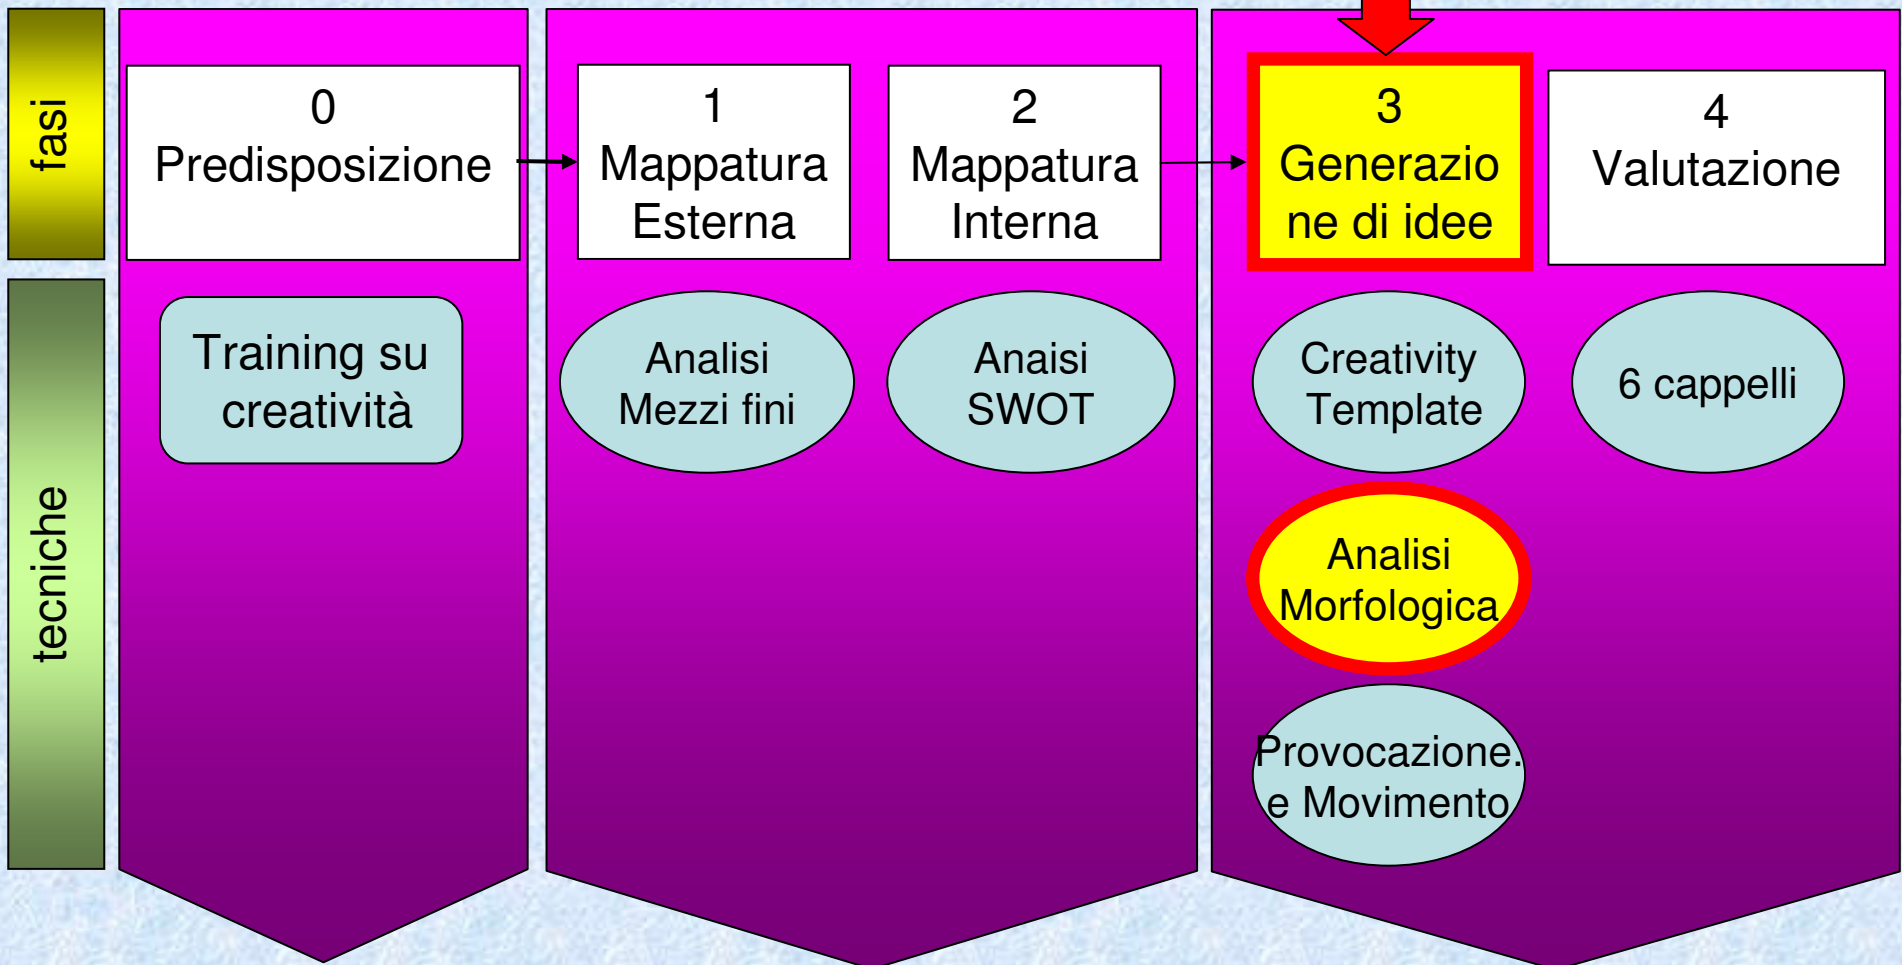 fasi
0
Predisposizione
1
Mappatura
Esterna
2
Mappatura
Interna
3
Generazio
ne di idee
4
Valutazione
tecniche
Training su
creatività
Analisi
Mezzi fini
Anaisi
SWOT
Creativity
Template
6 cappelli
Analisi
Morfologica
Provocazione.
e Movimento